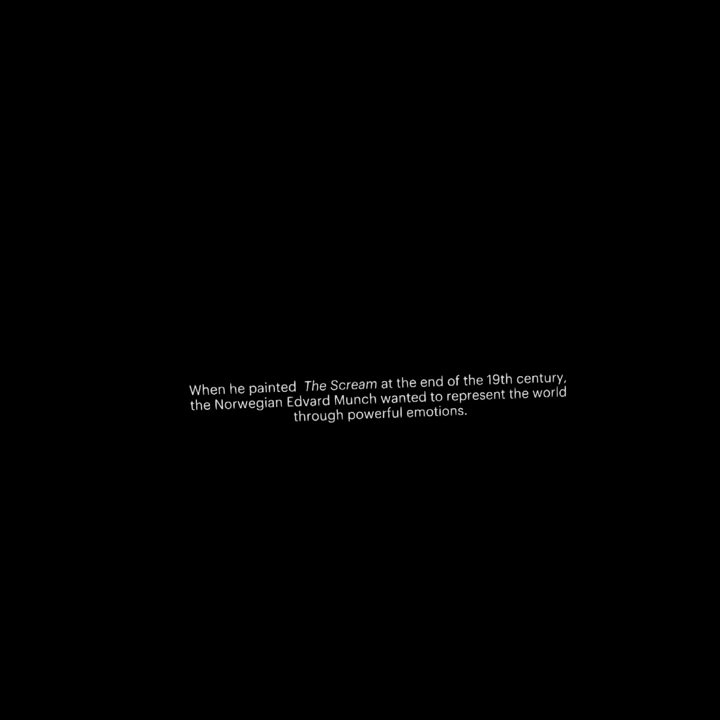 When he painted The Scream at the end of the 19th century,
the Norwegian Edvard Munch wanted to represent the world
through powerful emotions.